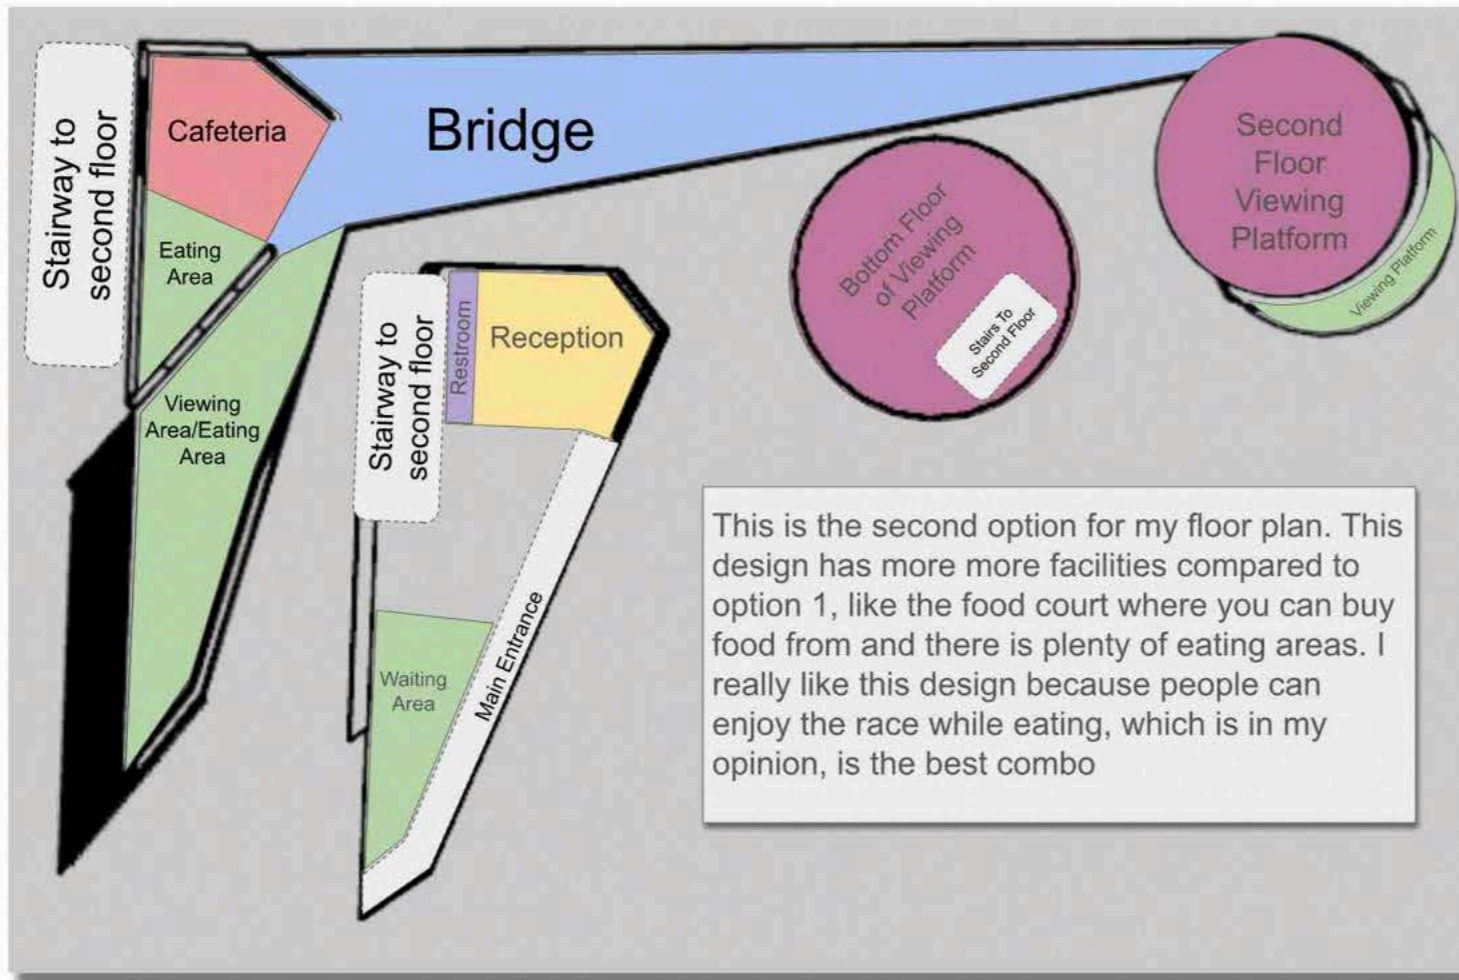 Stairway to
second floor
Cafeteria
Bridge
Eating
Area
Viewing
Area/Eating
Area
Stairway to
second floor
Restroom
Reception
Waiting
Area
Main Entrance
Bottom Floor
of Viewing
Platform
Stairs To
Second Floor
Second
Floor
Viewing
Platform
Viewing Platform
This is the second option for my floor plan. This
design has more more facilities compared to
option 1, like the food court where you can buy
food from and there is plenty of eating areas. I
really like this design because people can
enjoy the race while eating, which is in my
opinion, is the best combo